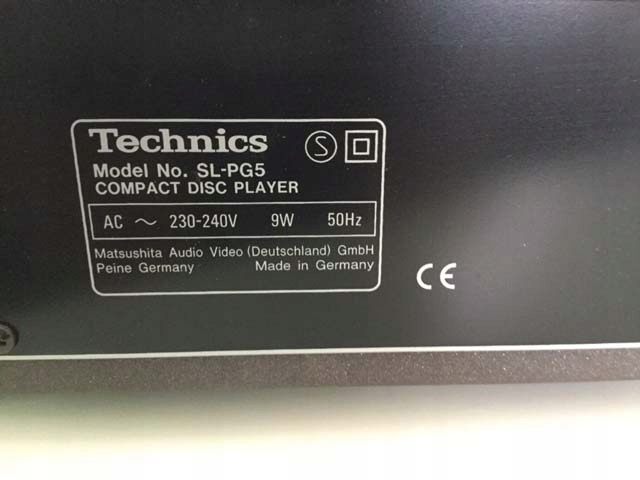 Technics S
Model No. SL-PG5
COMPACT DISC PLAYER
AC ～ 230-240V 9W 50Hz
Matsushita Audio Video (Deutschland) GmbH
Peine Germany Made in Germany
CE